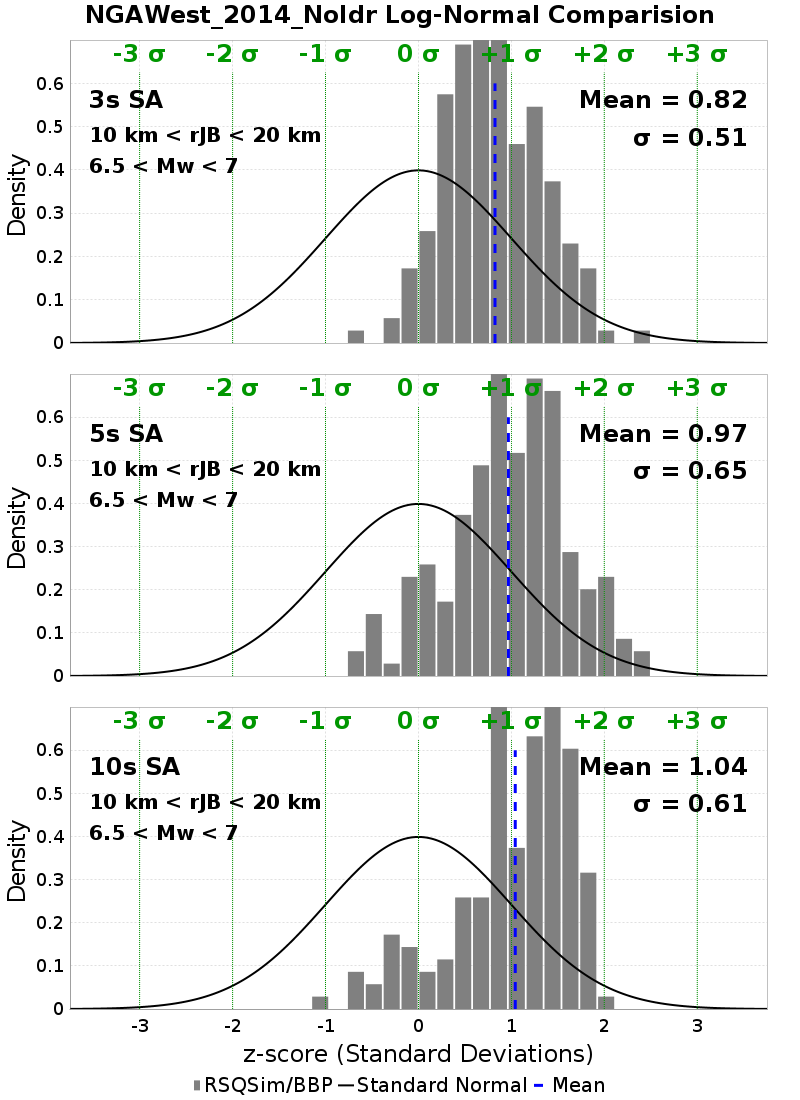 NGAWest_2014_NoIdr Log-Normal Comparision
-3 σ -2 σ -1 σ 0 σ +1 σ +2 σ +3 σ
3s SA
Mean = 0.82
10 km < rJB < 20 km
σ = 0.51
6.5 < Mw < 7
Density
0.6
0.5
0.4
0.3
0.2
0.1
0
-3 σ -2 σ -1 σ 0 σ +1 σ +2 σ +3 σ
5s SA
Mean = 0.97
10 km < rJB < 20 km
σ = 0.65
6.5 < Mw < 7
Density
0.6
0.5
0.4
0.3
0.2
0.1
0
-3 σ -2 σ -1 σ 0 σ +1 σ +2 σ +3 σ
10s SA
Mean = 1.04
10 km < rJB < 20 km
σ = 0.61
6.5 < Mw < 7
Density
0.6
0.5
0.4
0.3
0.2
0.1
0
-3 -2 -1 0 1 2 3
z-score (Standard Deviations)
RSQSim/BBP Standard Normal Mean